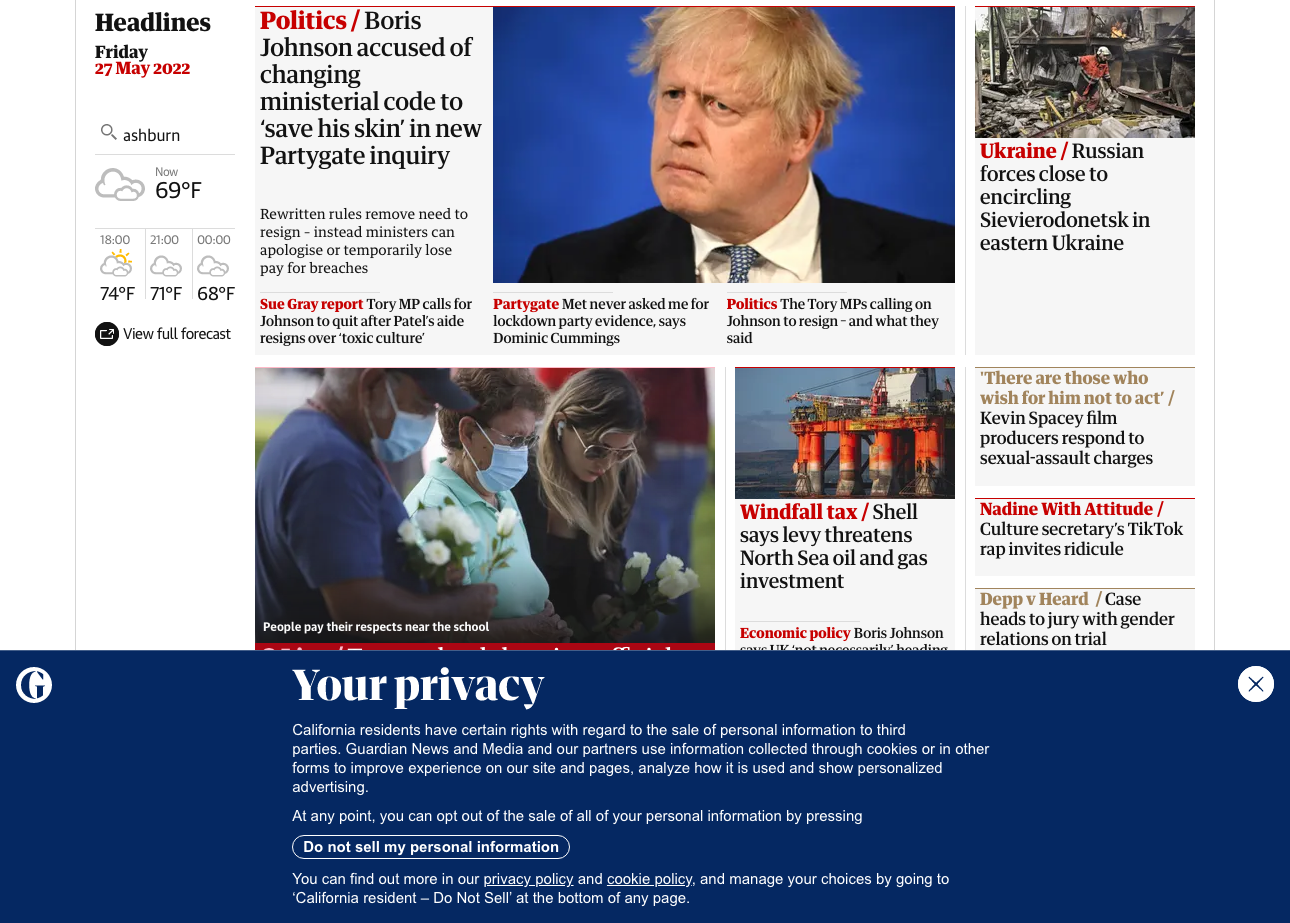 Headlines
Friday
27 May 2022
ashburn
Now
69°F
18:00
21:00
00:00
74°F
71°F
68°F
View full forecast
Politics / Boris
Johnson accused of
changing
ministerial code to
‘save his skin’ in new
Partygate inquiry
Rewritten rules remove need to
resign – instead ministers can
apologise or temporarily lose
pay for breaches
Sue Gray report Tory MP calls for
Johnson to quit after Patel’s aide
resigns over ‘toxic culture’
Partygate Met never asked me for
lockdown party evidence, says
Dominic Cummings
Politics The Tory MPs calling on
Johnson to resign – and what they
said
Ukraine / Russian
forces close to
encircling
Sievierodonetsk in
eastern Ukraine
People pay their respects near the school
Windfall tax / Shell
says levy threatens
North Sea oil and gas
investment
Economic policy Boris Johnson
says UK ‘not necessarily’ heading
'There are those who
wish for him not to act’ /
Kevin Spacey film
producers respond to
sexual-assault charges
Nadine With Attitude /
Culture secretary’s TikTok
rap invites ridicule
Depp v Heard / Case
heads to jury with gender
relations on trial
Your privacy
California residents have certain rights with regard to the sale of personal information to third
parties. Guardian News and Media and our partners use information collected through cookies or in other
forms to improve experience on our site and pages, analyze how it is used and show personalized
advertising.
At any point, you can opt out of the sale of all of your personal information by pressing
Do not sell my personal information
You can find out more in our privacy policy and cookie policy, and manage your choices by going to
‘California resident – Do Not Sell’ at the bottom of any page.